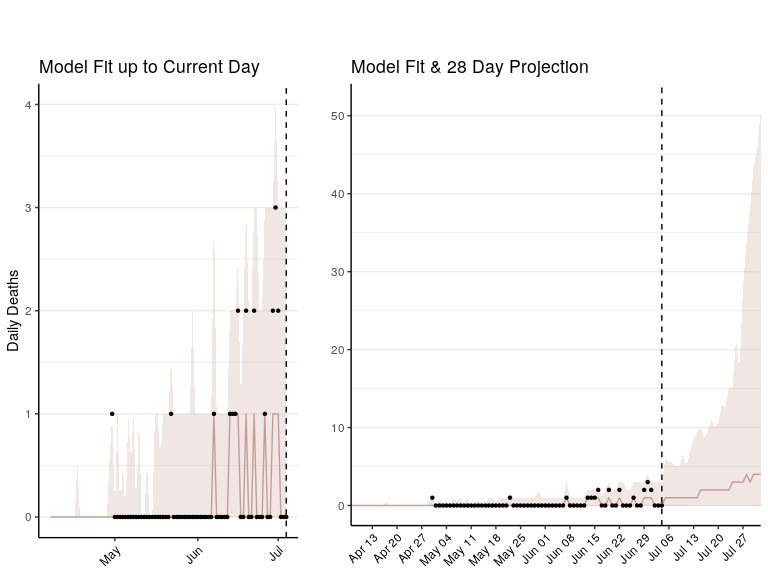 Model Fit up to Current Day
Daily Deaths
4
3
2
1
0
May
Jun
Jul
Model Fit & 28 Day Projection
50
40
30
20
10
0
Apr 13
Apr 20
Apr 27
May 04
May 11
May 18
May 25
Jun 01
Jun 08
Jun 15
Jun 22
Jun 29
Jul 06
Jul 13
Jul 20
Jul 27